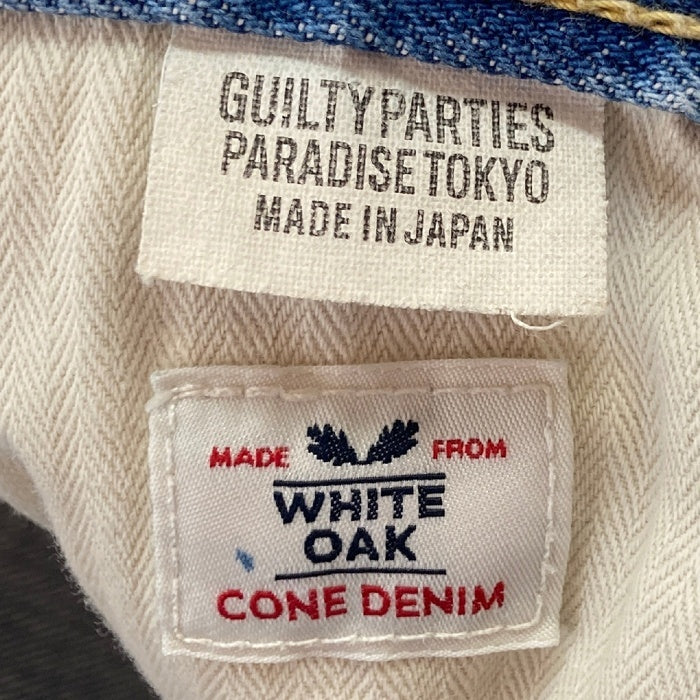 GUILTY PARTIES
PARADISE TOKYO
MADE IN JAPAN
MADE FROM
WHITE
OAK
CONE DENIM